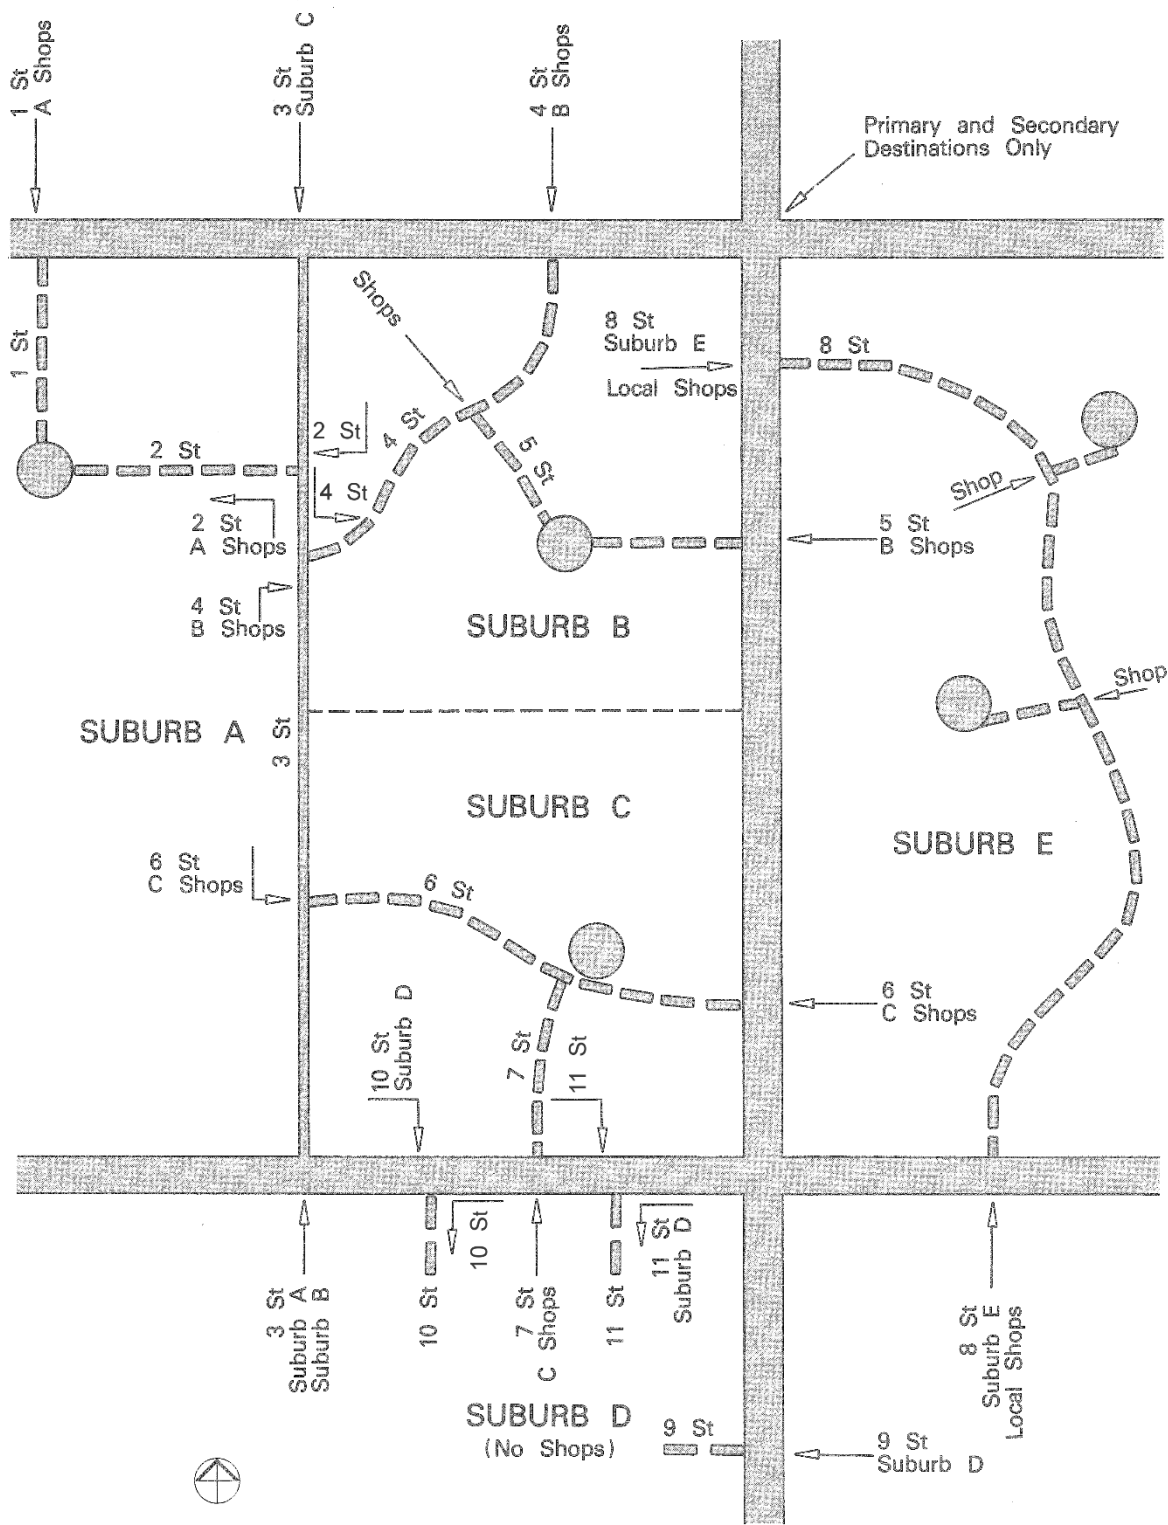 1 St
A Shops
3 St
Suburb C
4 St
B Shops
Primary and Secondary
Destinations Only
1 St
Shops
8 St
Suburb E
Local Shops
8 St
2 St
2 St
4 St
4 St
5 St
Shop
2 St
A Shops
5 St
B Shops
4 St
B Shops
SUBURB B
Shop
SUBURB A
3 St
SUBURB C
SUBURB E
6 St
C Shops
6 St
10 St
Suburb D
7 St
11 St
6 St
C Shops
3 St
Suburb A
Suburb B
10 St
10 St
7 St
C Shops
11 St
11 St
Suburb D
8 St
Suburb E
Local Shops
SUBURB D
(No Shops)
9 St
9 St
Suburb D